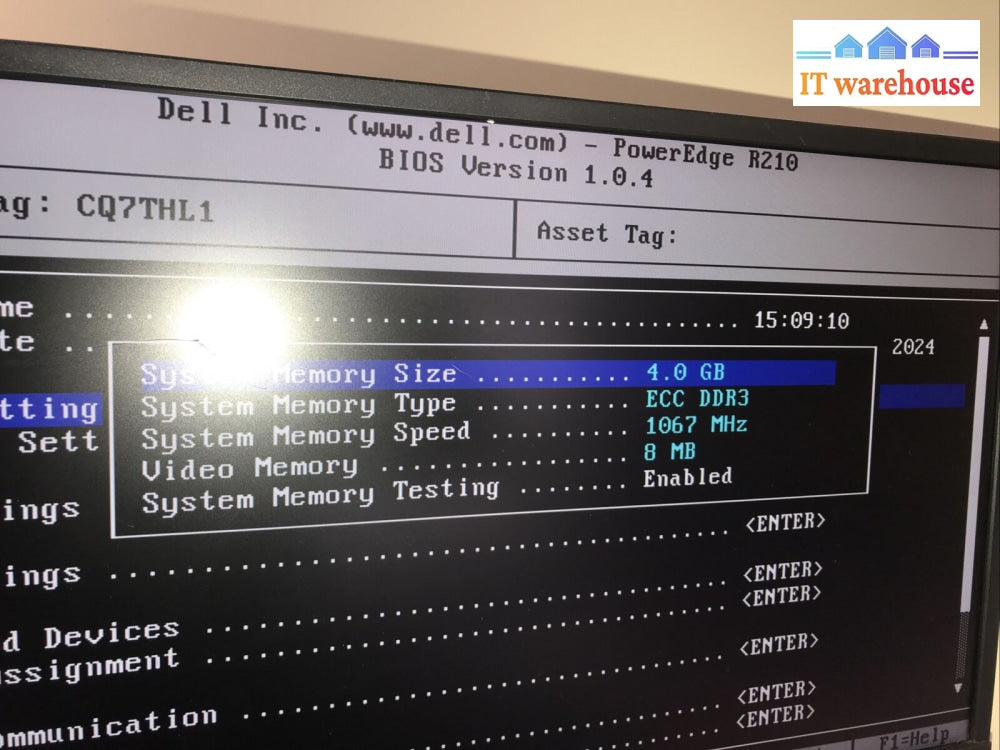 IT warehouse
Dell Inc. (www.dell.com) - PowerEdge R210
BIOS Version 1.0.4
ag: CQ7THL1
Asset Tag:
me ........................................ 15:09:10
te .. 2024
System Memory Size ........... 4.0 GB
System Memory Type ........... ECC DDR3
tting
System Memory Speed .......... 1067 MHz
Sett
Video Memory .................. 8 MB
System Memory Testing ........ Enabled
ings
<ENTER>
ings ........................................
<ENTER>
d Devices .................................... <ENTER>
ssignment .................................... <ENTER>
mmunication .................................. <ENTER>
<ENTER>
F1=Help